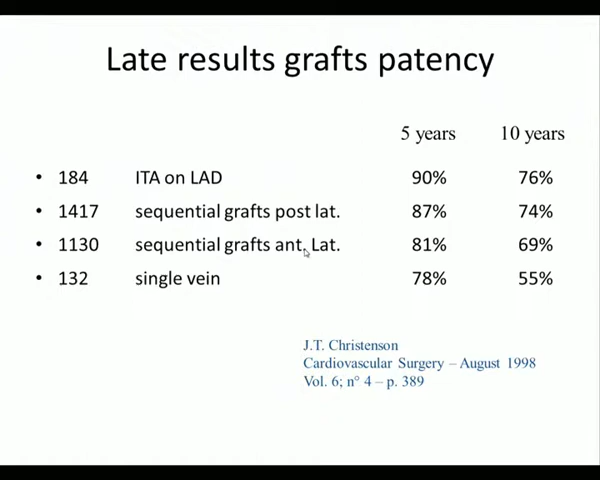 Late results grafts patency
5 years 10 years
• 184 ITA on LAD 90% 76%
• 1417 sequential grafts post lat. 87% 74%
• 1130 sequential grafts ant. Lat. 81% 69%
• 132 single vein 78% 55%
J.T. Christenson
Cardiovascular Surgery – August 1998
Vol. 6; n° 4 – p. 389